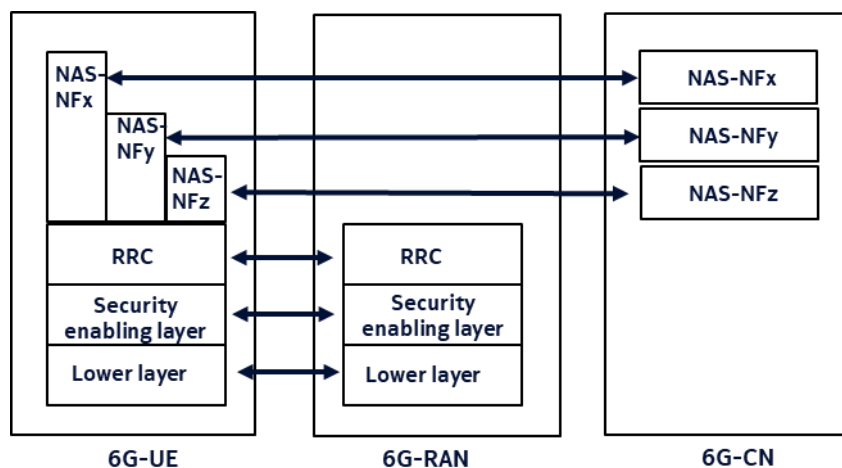 NAS-
NFx
NAS-
NFy
NAS-
NFz
RRC
Security
enabling layer
Lower layer
RRC
Security
enabling layer
Lower layer
NAS-NFx
NAS-NFy
NAS-NFz
6G-UE
6G-RAN
6G-CN